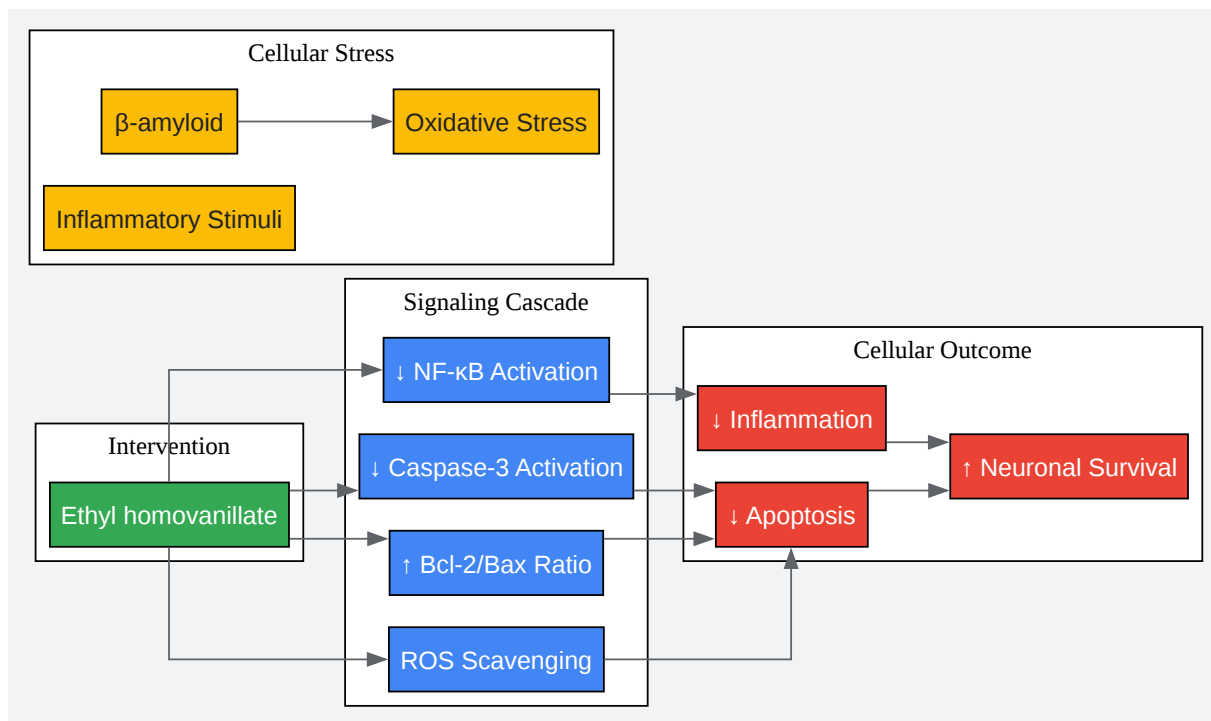 Cellular Stress
β-amyloid
Oxidative Stress
Inflammatory Stimuli
Signaling Cascade
↓ NF-κB Activation
Cellular Outcome
↓ Inflammation
Intervention
↓ Caspase-3 Activation
↑ Neuronal Survival
Ethyl homovanillate
↓ Apoptosis
↑ Bcl-2/Bax Ratio
ROS Scavenging